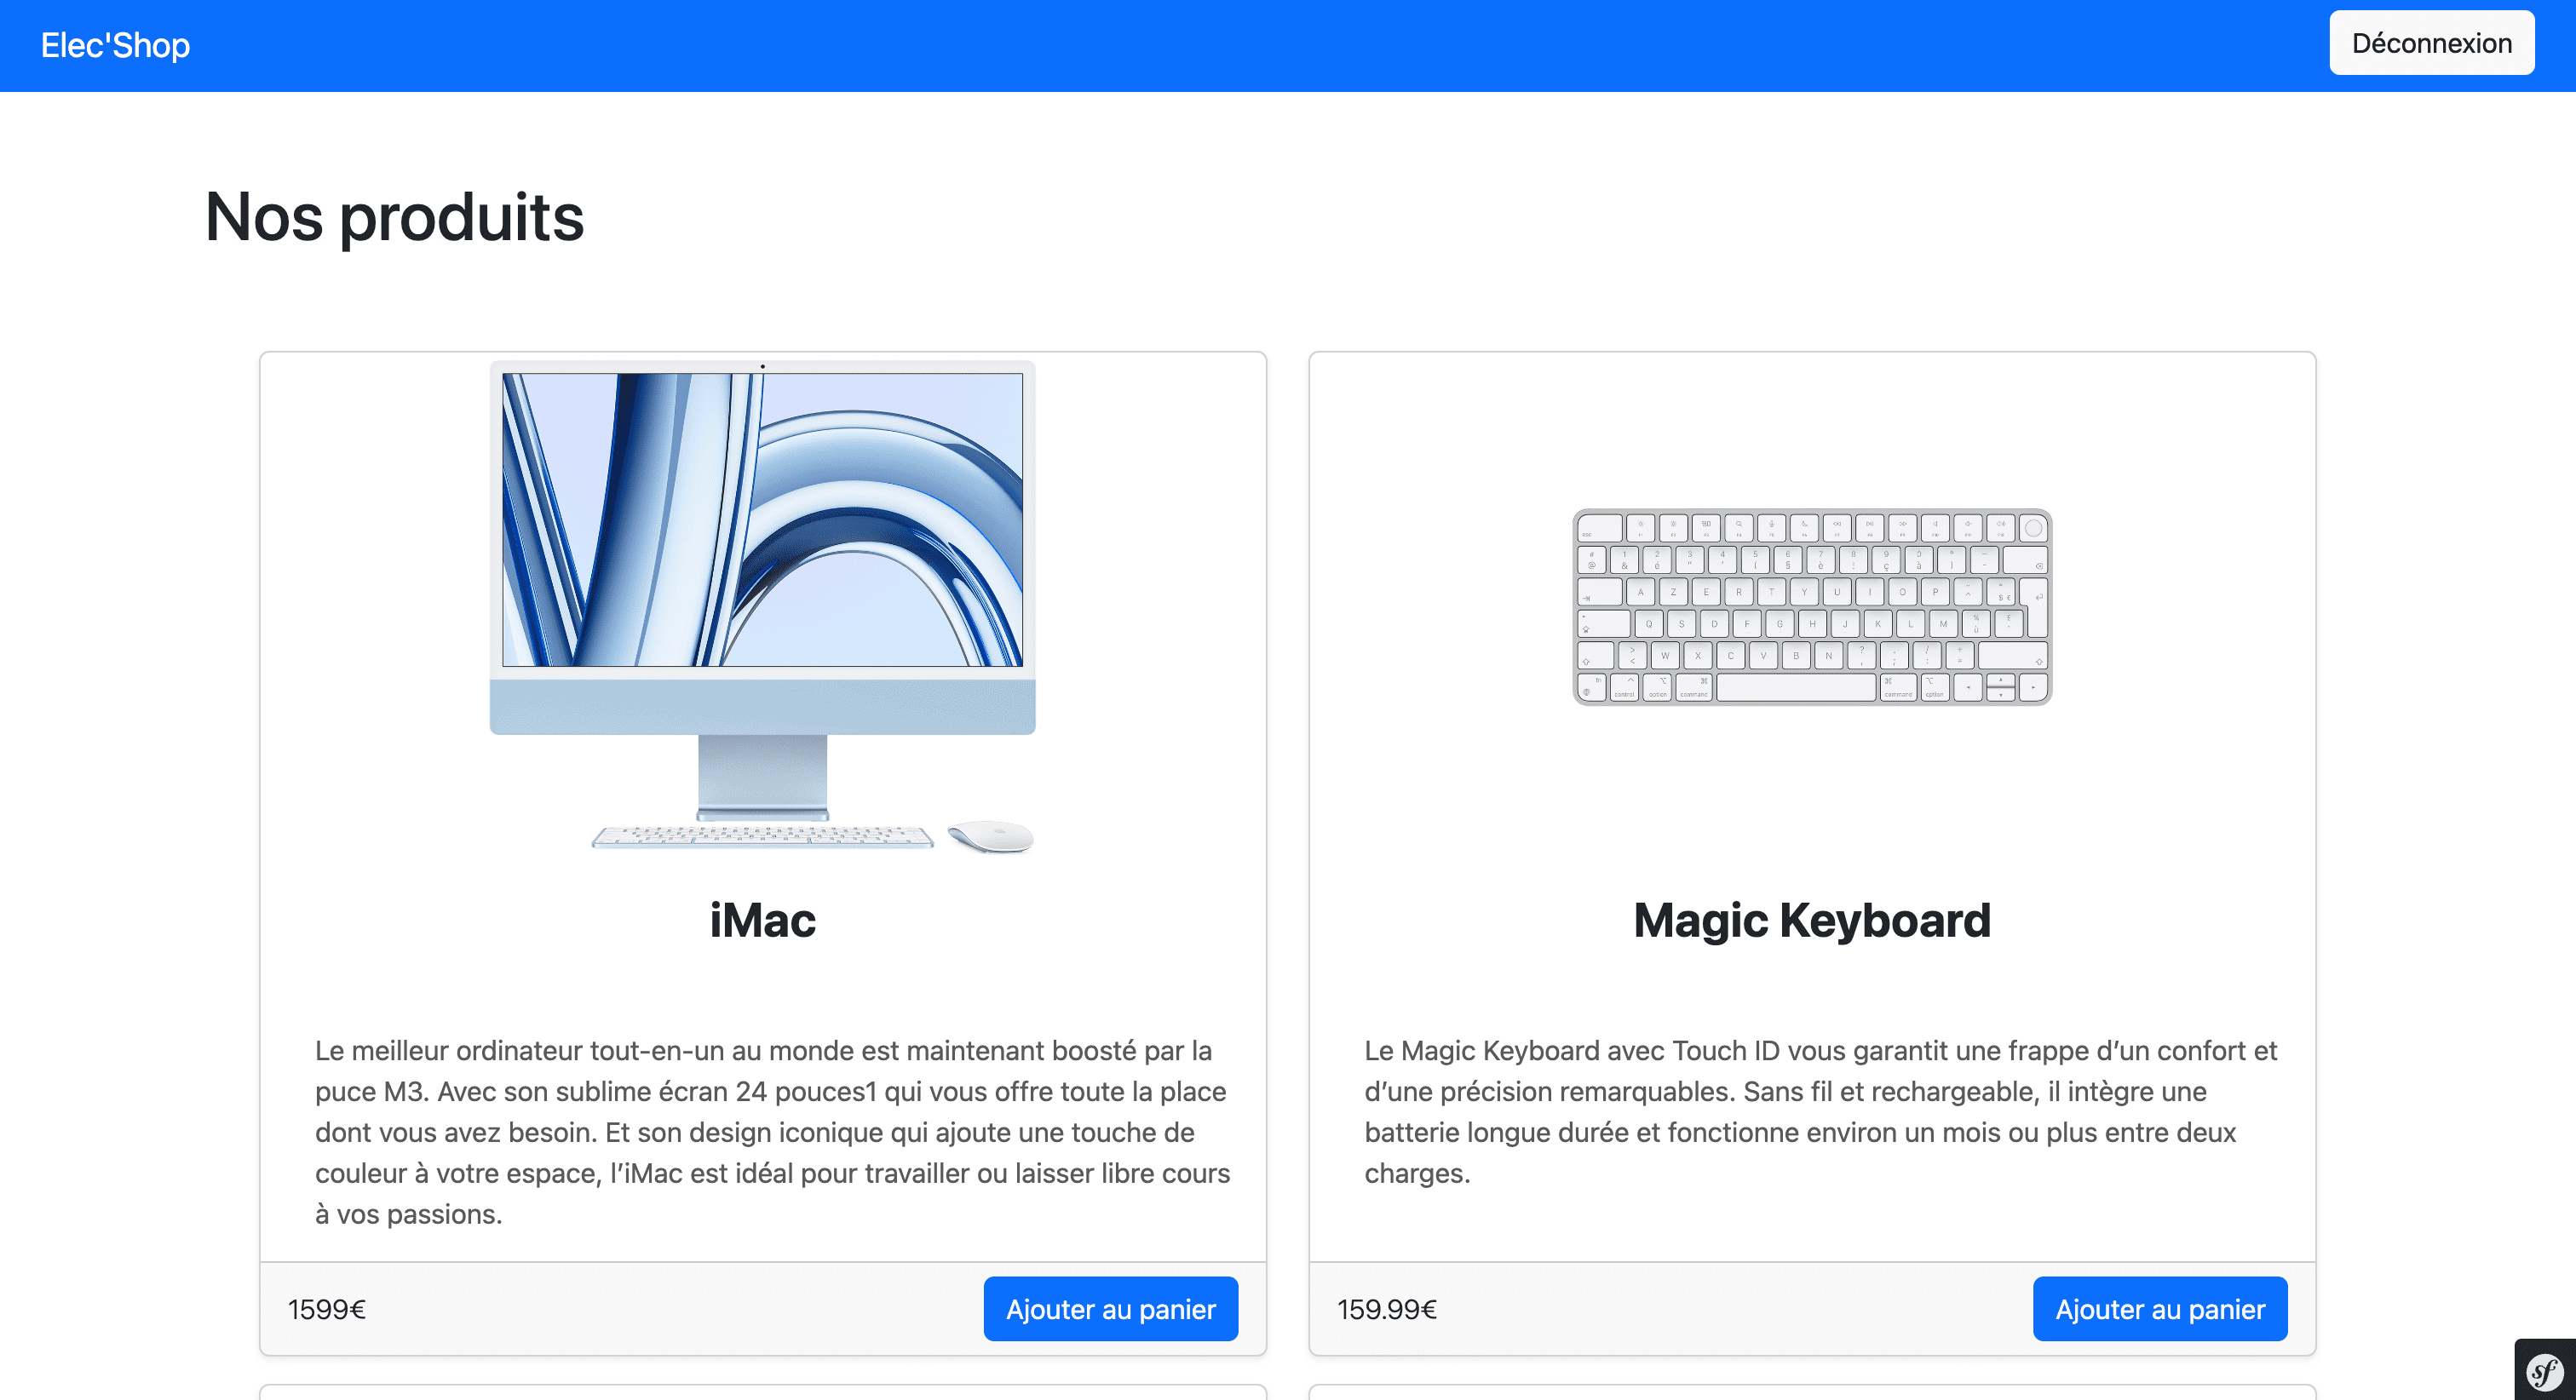 Elec'Shop
Déconnexion
Nos produits
iMac
Le meilleur ordinateur tout-en-un au monde est maintenant boosté par la
puce M3. Avec son sublime écran 24 pouces1 qui vous offre toute la place
dont vous avez besoin. Et son design iconique qui ajoute une touche de
couleur à votre espace, l’iMac est idéal pour travailler ou laisser libre cours
à vos passions.
1599€
Ajouter au panier
Magic Keyboard
Le Magic Keyboard avec Touch ID vous garantit une frappe d’un confort et
d’une précision remarquables. Sans fil et rechargeable, il intègre une
batterie longue durée et fonctionne environ un mois ou plus entre deux
charges.
159.99€
Ajouter au panier
sf